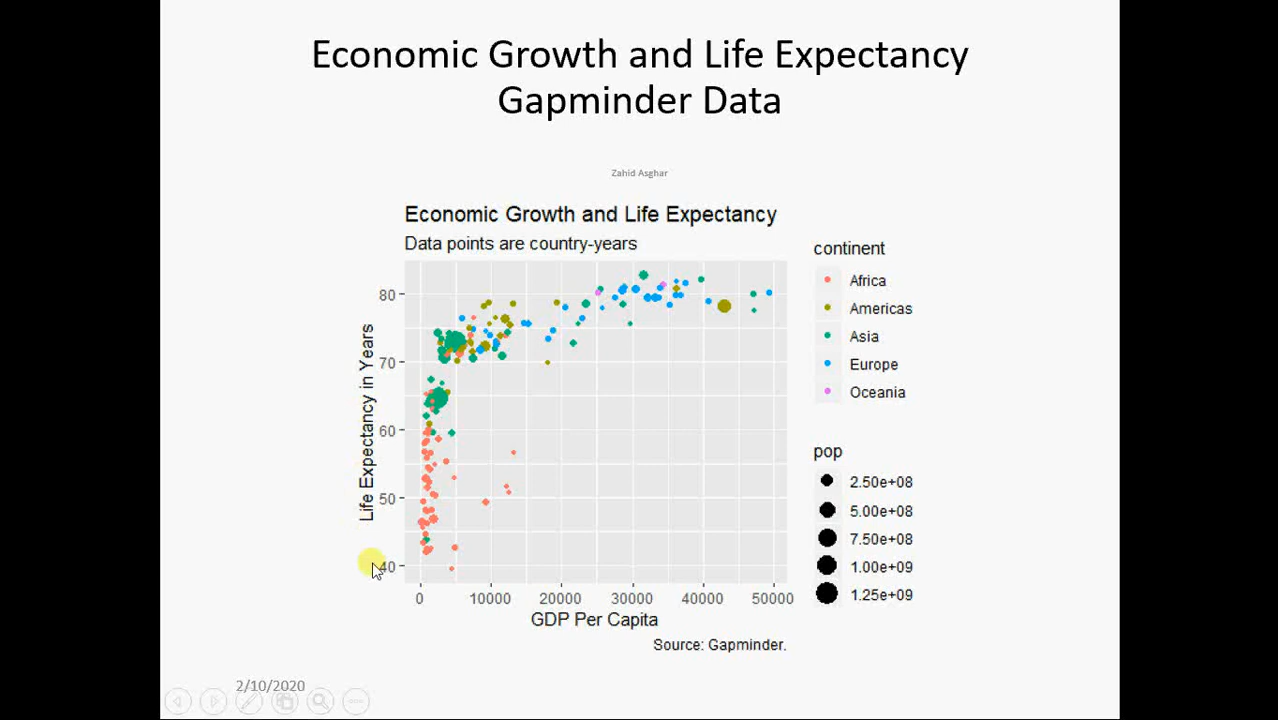 Economic Growth and Life Expectancy
Gapminder Data
Zahid Asghar
Economic Growth and Life Expectancy
Data points are country-years
Life Expectancy in Years
80
70
60
50
40
0 10000 20000 30000 40000 50000
GDP Per Capita
Source: Gapminder.
continent
Africa
Americas
Asia
Europe
Oceania
pop
2.50e+08
5.00e+08
7.50e+08
1.00e+09
1.25e+09
2/10/2020